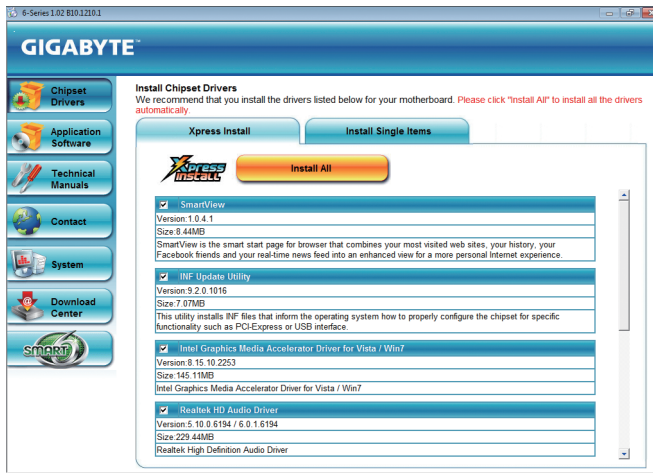 6-Series 1.02 B10.1210.1
GIGABYTE™
Chipset
Drivers
Application
Software
Technical
Manuals
Contact
System
Download
Center
SMART
Install Chipset Drivers
We recommend that you install the drivers listed below for your motherboard. Please click "Install All" to install all the drivers
automatically.
Xpress Install
Install Single Items
Xpress
INSTALL
Install All
SmartView
Version:1.0.4.1
Size:8.44MB
SmartView is the smart start page for browser that combines your most visited web sites, your history, your
Facebook friends and your real-time news feed into an enhanced view for a more personal Internet experience.
INF Update Utility
Version:9.2.0.1016
Size:7.07MB
This utility installs INF files that inform the operating system how to properly configure the chipset for specific
functionality such as PCI-Express or USB interface.
Intel Graphics Media Accelerator Driver for Vista / Win7
Version:8.15.10.2253
Size:145.11MB
Intel Graphics Media Accelerator Driver for Vista / Win7
Realtek HD Audio Driver
Version:5.10.0.6194 / 6.0.1.6194
Size:229.44MB
Realtek High Definition Audio Driver